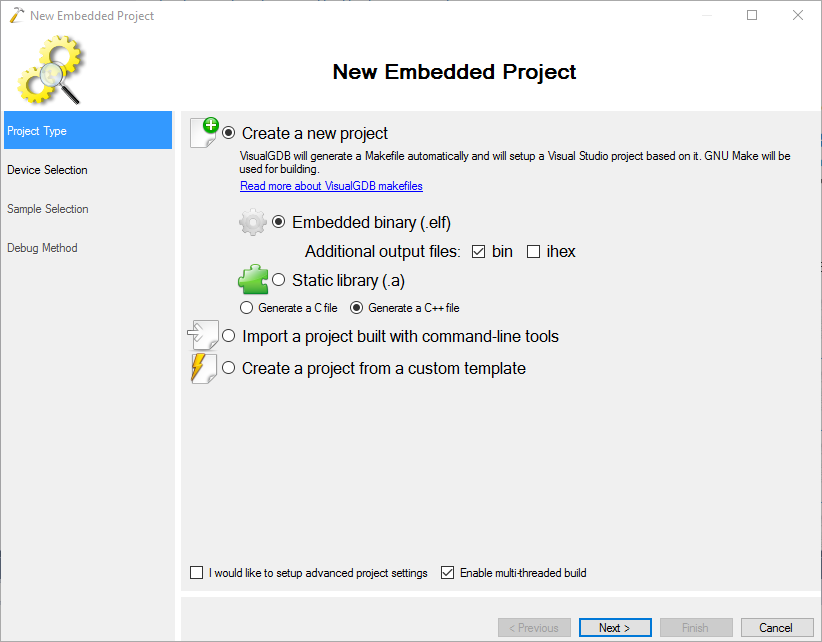 New Embedded Project
New Embedded Project
Project Type
Device Selection
Sample Selection
Debug Method
Create a new project
VisualGDB will generate a Makefile automatically and will setup a Visual Studio project based on it. GNU Make will be
used for building.
Read more about VisualGDB makefiles
Embedded binary (.elf)
Additional output files: bin ihex
Static library (.a)
Generate a C file Generate a C++ file
Import a project built with command-line tools
Create a project from a custom template
I would like to setup advanced project settings Enable multi-threaded build
< Previous Next > Finish Cancel